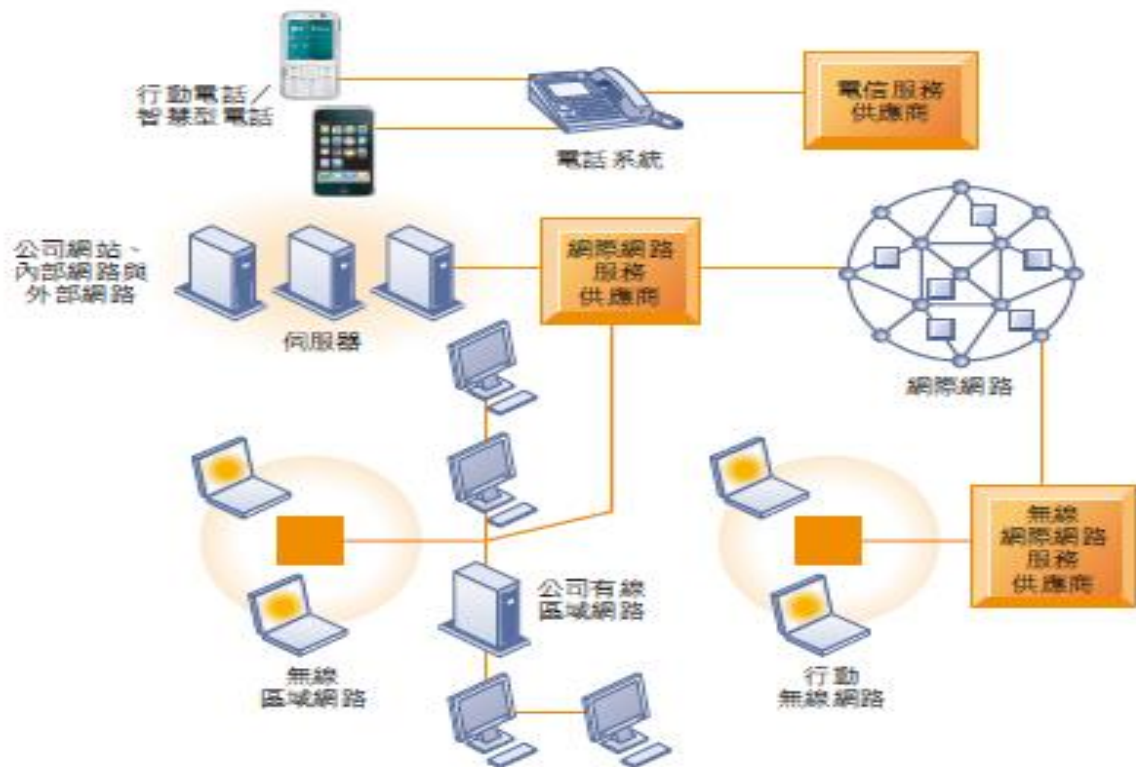 行動電話／
智慧型電話
電話系統
電信服務
供應商
公司網站、
內部網路與
外部網路
伺服器
網際網路
服務
供應商
網際網路
公司有線
區域網路
無線
區域網路
行動
無線網路
無線
網際網路
服務
供應商